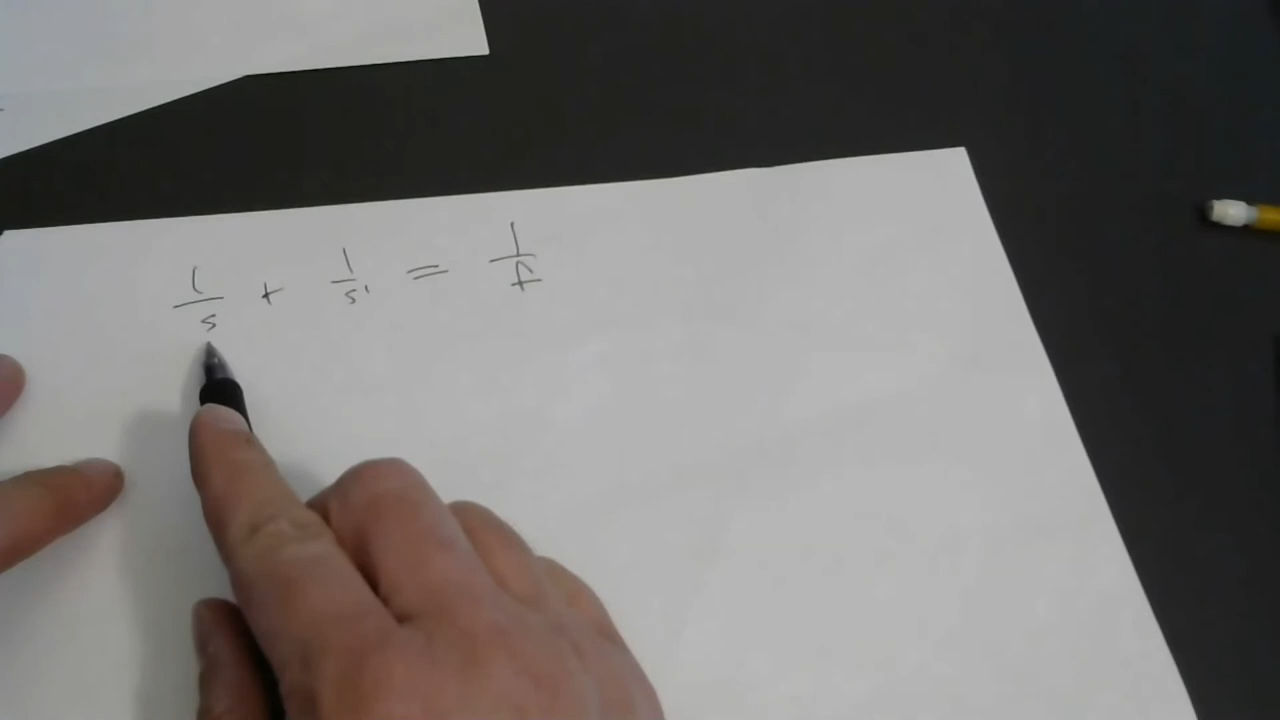 1/s + 1/s' = 1/f